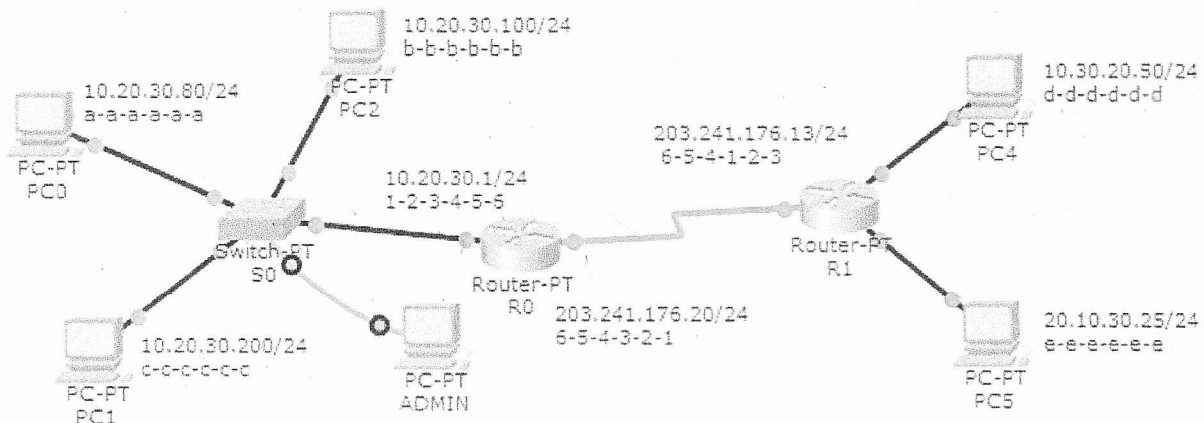 10.20.30.100/24
b-b-b-b-b-b
PC-PT
PC2
10.20.30.80/24
a-a-a-a-a-a
PC-PT
PC0
10.30.20.50/24
d-d-d-d-d-d
PC-PT
PC4
203.241.176.13/24
6-5-4-1-2-3
10.20.30.1/24
1-2-3-4-5-6
Switch-PT
S0
Router-PT
R0
Router-PT
R1
203.241.176.20/24
6-5-4-3-2-1
10.20.30.200/24
c-c-c-c-c-c
PC-PT
PC1
PC-PT
ADMIN
20.10.30.25/24
e-e-e-e-e-e
PC-PT
PC5